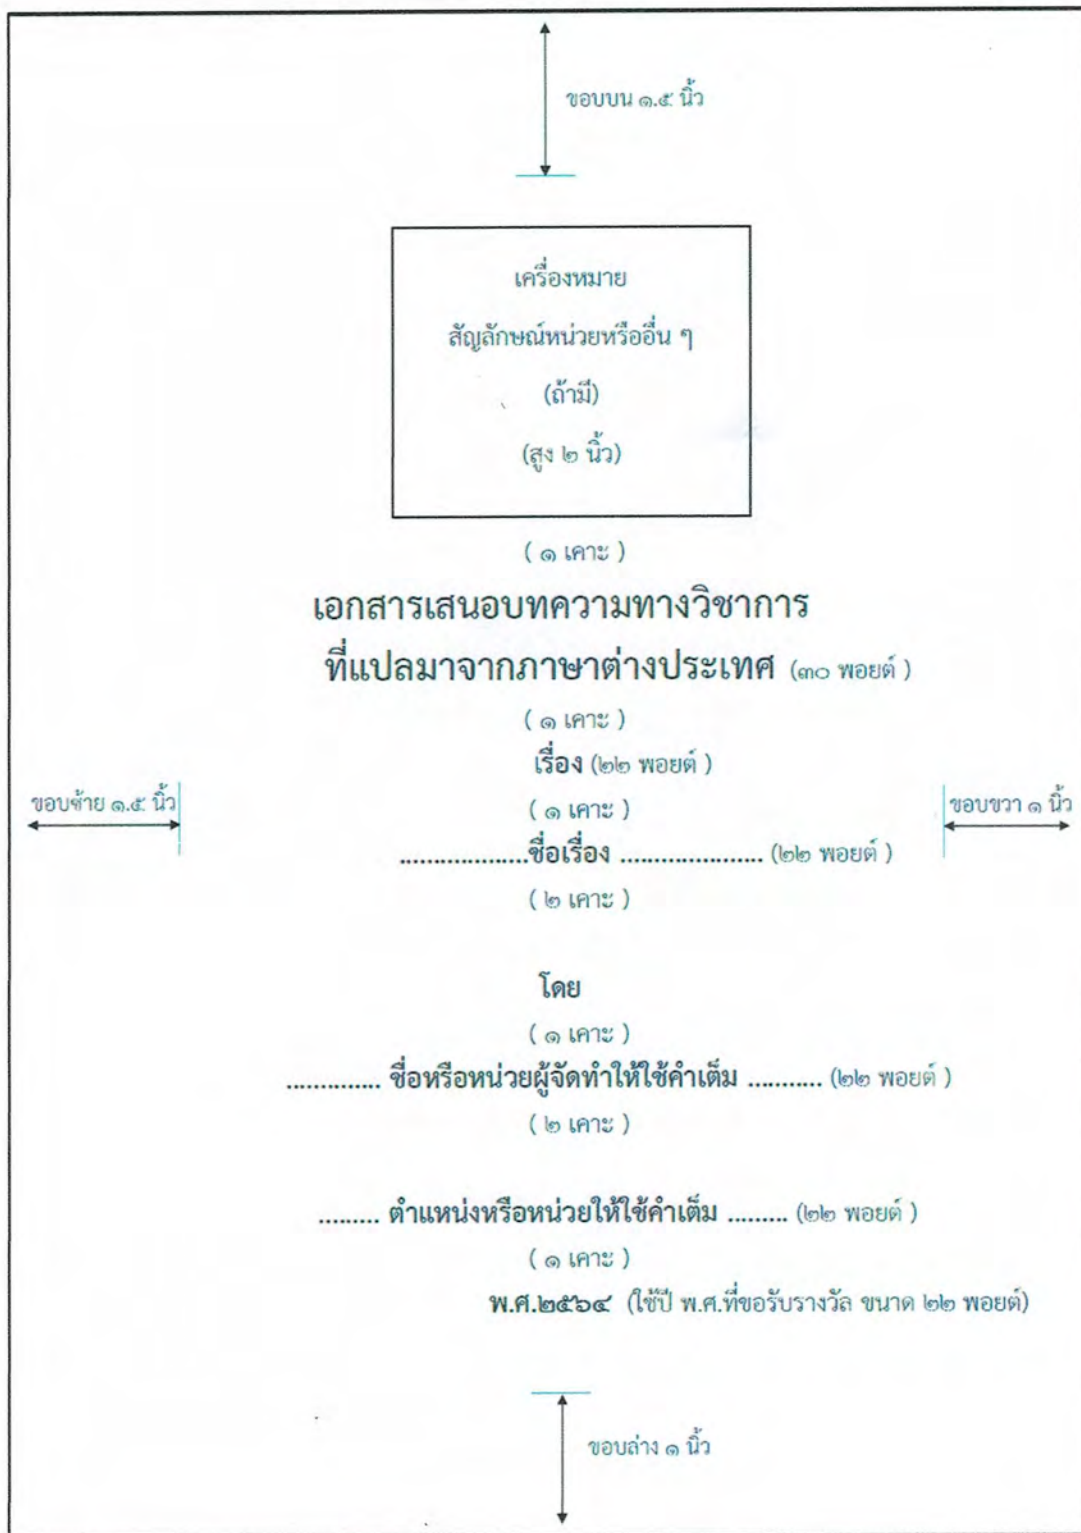 ขอบบน ๑.๕ นิ้ว
เครื่องหมาย
สัญลักษณ์หน่วยหรืออื่น ๆ
(ถ้ามี)
(สูง ๒ นิ้ว)
( ๑ เคาะ )
เอกสารเสนอบทความทางวิชาการ
ที่แปลมาจากภาษาต่างประเทศ (๓๐ พอยต์ )
( ๑ เคาะ )
เรื่อง (๒๒ พอยต์ )
ขอบซ้าย ๑.๕ นิ้ว
( ๑ เคาะ )
ขอบขวา ๑ นิ้ว
...................ชื่อเรื่อง ..................... (๒๒ พอยต์ )
( ๒ เคาะ )
โดย
( ๑ เคาะ )
.............. ชื่อหรือหน่วยผู้จัดทำให้ใช้คำเต็ม ........... (๒๒ พอยต์ )
( ๒ เคาะ )
......... ตำแหน่งหรือหน่วยให้ใช้คำเต็ม ......... (๒๒ พอยต์ )
( ๑ เคาะ )
พ.ศ.๒๕๖๔ (ใช้ปี พ.ศ.ที่ขอรับรางวัล ขนาด ๒๒ พอยต์)
ขอบล่าง ๑ นิ้ว